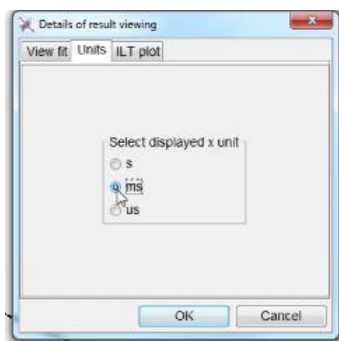 Details of result viewing
View fit Units ILT plot
Select displayed x unit
s
ms
us
OK Cancel